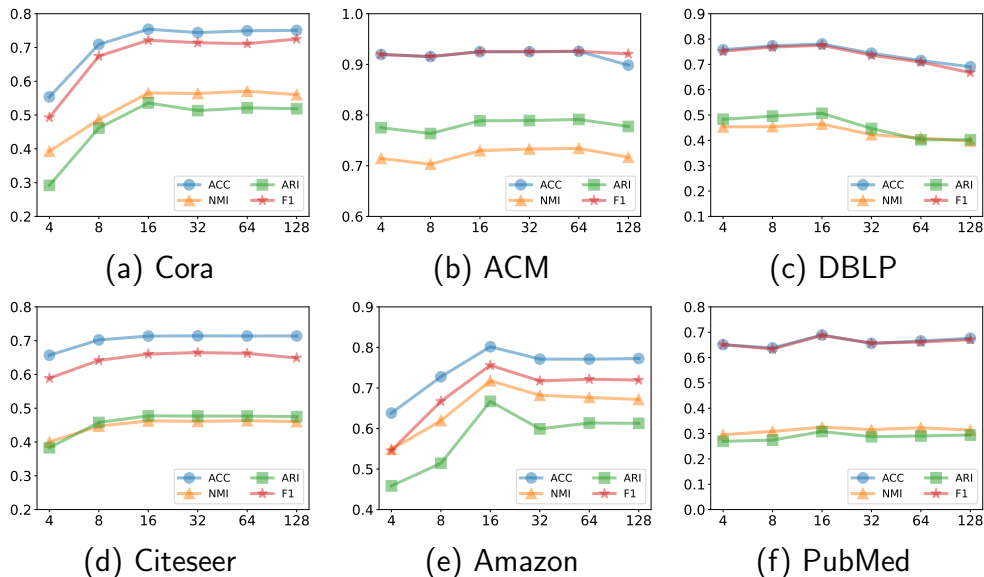 0.8
0.7
0.6
0.5
0.4
0.3
0.2
4 8 16 32 64 128
ACC ARI
NMI F1
(a) Cora
1.0
0.9
0.8
0.7
0.6
4 8 16 32 64 128
ACC ARI
NMI F1
(b) ACM
0.9
0.8
0.7
0.6
0.5
0.4
0.3
0.2
0.1
4 8 16 32 64 128
ACC ARI
NMI F1
(c) DBLP
0.8
0.7
0.6
0.5
0.4
0.3
0.2
4 8 16 32 64 128
ACC ARI
NMI F1
(d) Citeseer
0.9
0.8
0.7
0.6
0.5
0.4
4 8 16 32 64 128
ACC ARI
NMI F1
(e) Amazon
0.8
0.7
0.6
0.5
0.4
0.3
0.2
0.1
0.0
4 8 16 32 64 128
ACC ARI
NMI F1
(f) PubMed